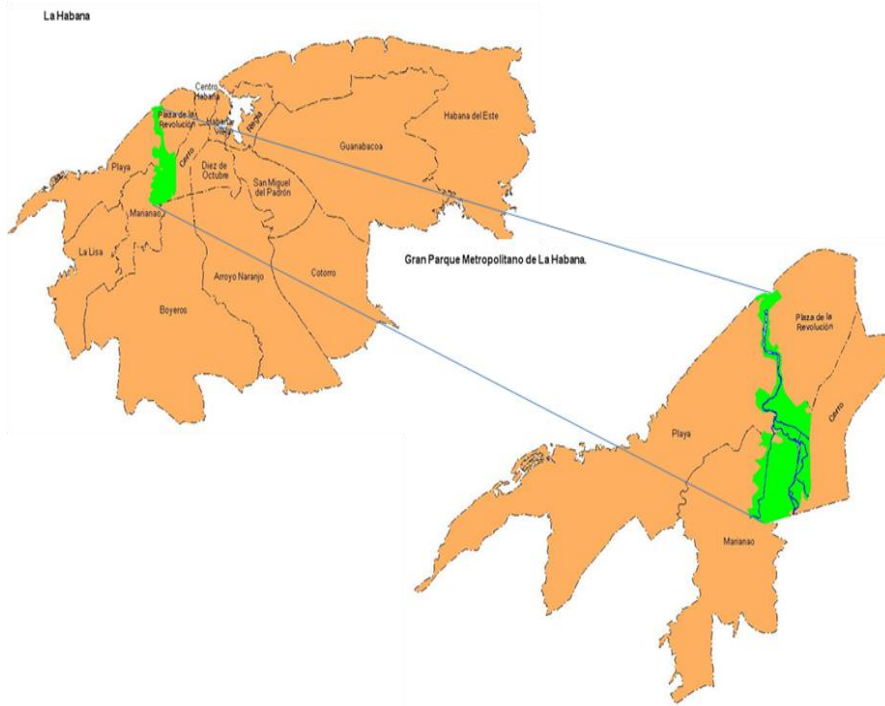 La Habana
Centro
Habana
Plaza de la
Revolución
Habana
Vieja
Regla
Habana del Este
Guanabacoa
Playa
Cerro
Diez de
Octubre
San Miguel
del Padrón
Marianao
La Lisa
Arroyo Naranjo
Cotorro
Boyeros
Gran Parque Metropolitano de La Habana.
Plaza de la
Revolución
Cerro
Playa
Marianao